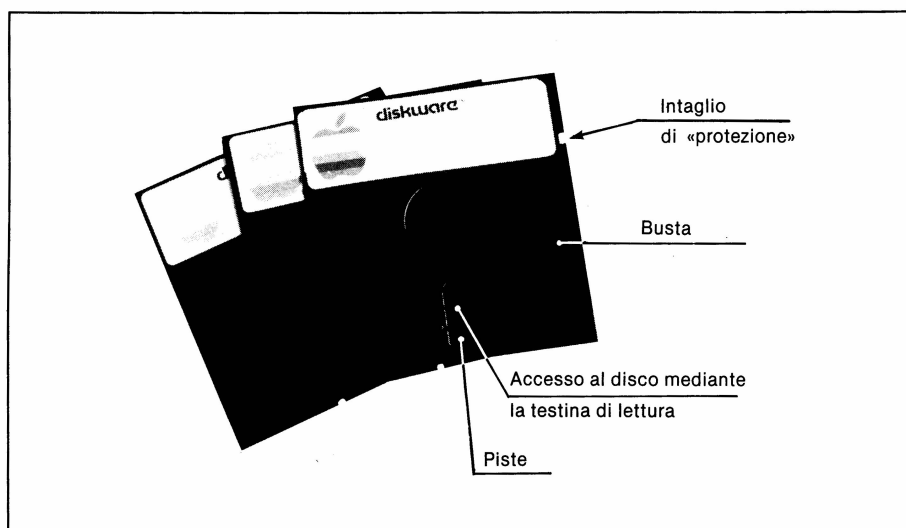 diskware
Intaglio
di «protezione»
Busta
Accesso al disco mediante
la testina di lettura
Piste